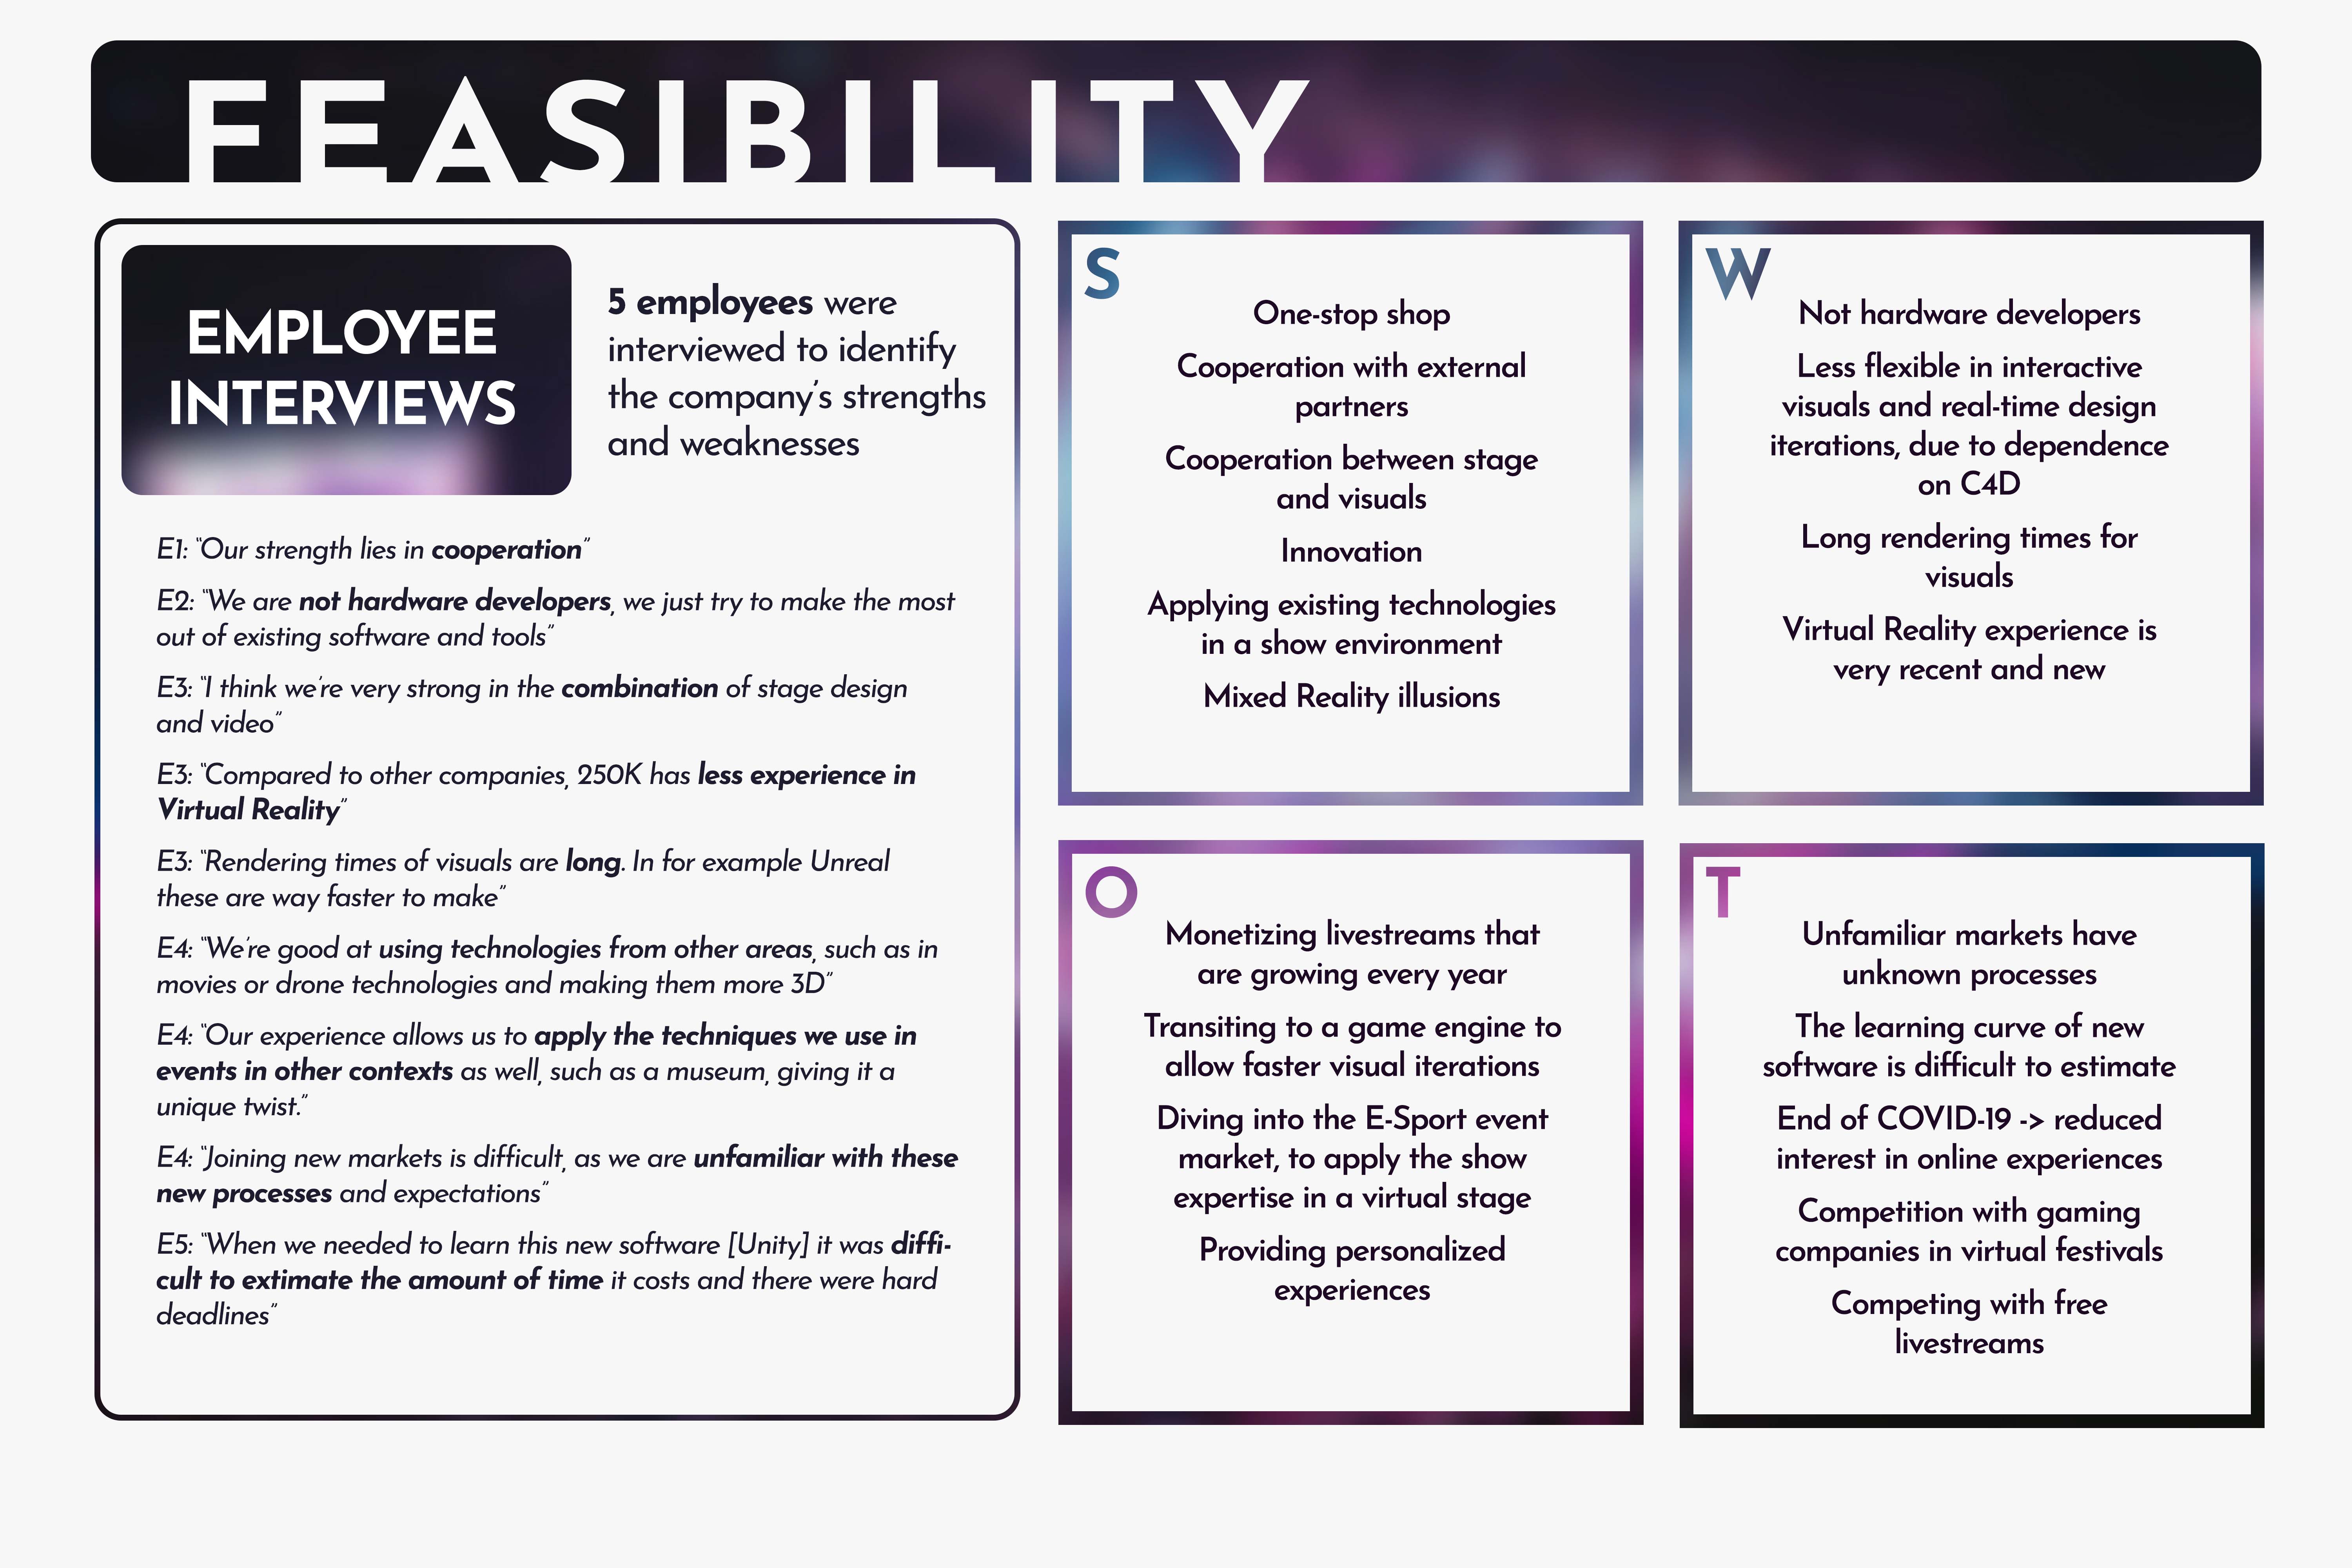 FEASIBILITY
EMPLOYEE
INTERVIEWS
5 employees were
interviewed to identify
the company's strengths
and weaknesses
E1: “Our strength lies in cooperation”
E2: “We are not hardware developers, we just try to make the most
out of existing software and tools”
E3: “I think we're very strong in the combination of stage design
and video”
E3: “Compared to other companies, 250K has less experience in
Virtual Reality”
E3: “Rendering times of visuals are long. In for example Unreal
these are way faster to make”
E4: “We're good at using technologies from other areas, such as in
movies or drone technologies and making them more 3D”
E4: “Our experience allows us to apply the techniques we use in
events in other contexts as well, such as a museum, giving it a
unique twist.”
E4: “Joining new markets is difficult, as we are unfamiliar with these
new processes and expectations”
E5: “When we needed to learn this new software [Unity] it was diffi-
cult to extimate the amount of time it costs and there were hard
deadlines”
S
One-stop shop
Cooperation with external
partners
Cooperation between stage
and visuals
Innovation
Applying existing technologies
in a show environment
Mixed Reality illusions
W
Not hardware developers
Less flexible in interactive
visuals and real-time design
iterations, due to dependence
on C4D
Long rendering times for
visuals
Virtual Reality experience is
very recent and new
O
Monetizing livestreams that
are growing every year
Transiting to a game engine to
allow faster visual iterations
Diving into the E-Sport event
market, to apply the show
expertise in a virtual stage
Providing personalized
experiences
T
Unfamiliar markets have
unknown processes
The learning curve of new
software is difficult to estimate
End of COVID-19 -> reduced
interest in online experiences
Competition with gaming
companies in virtual festivals
Competing with free
livestreams